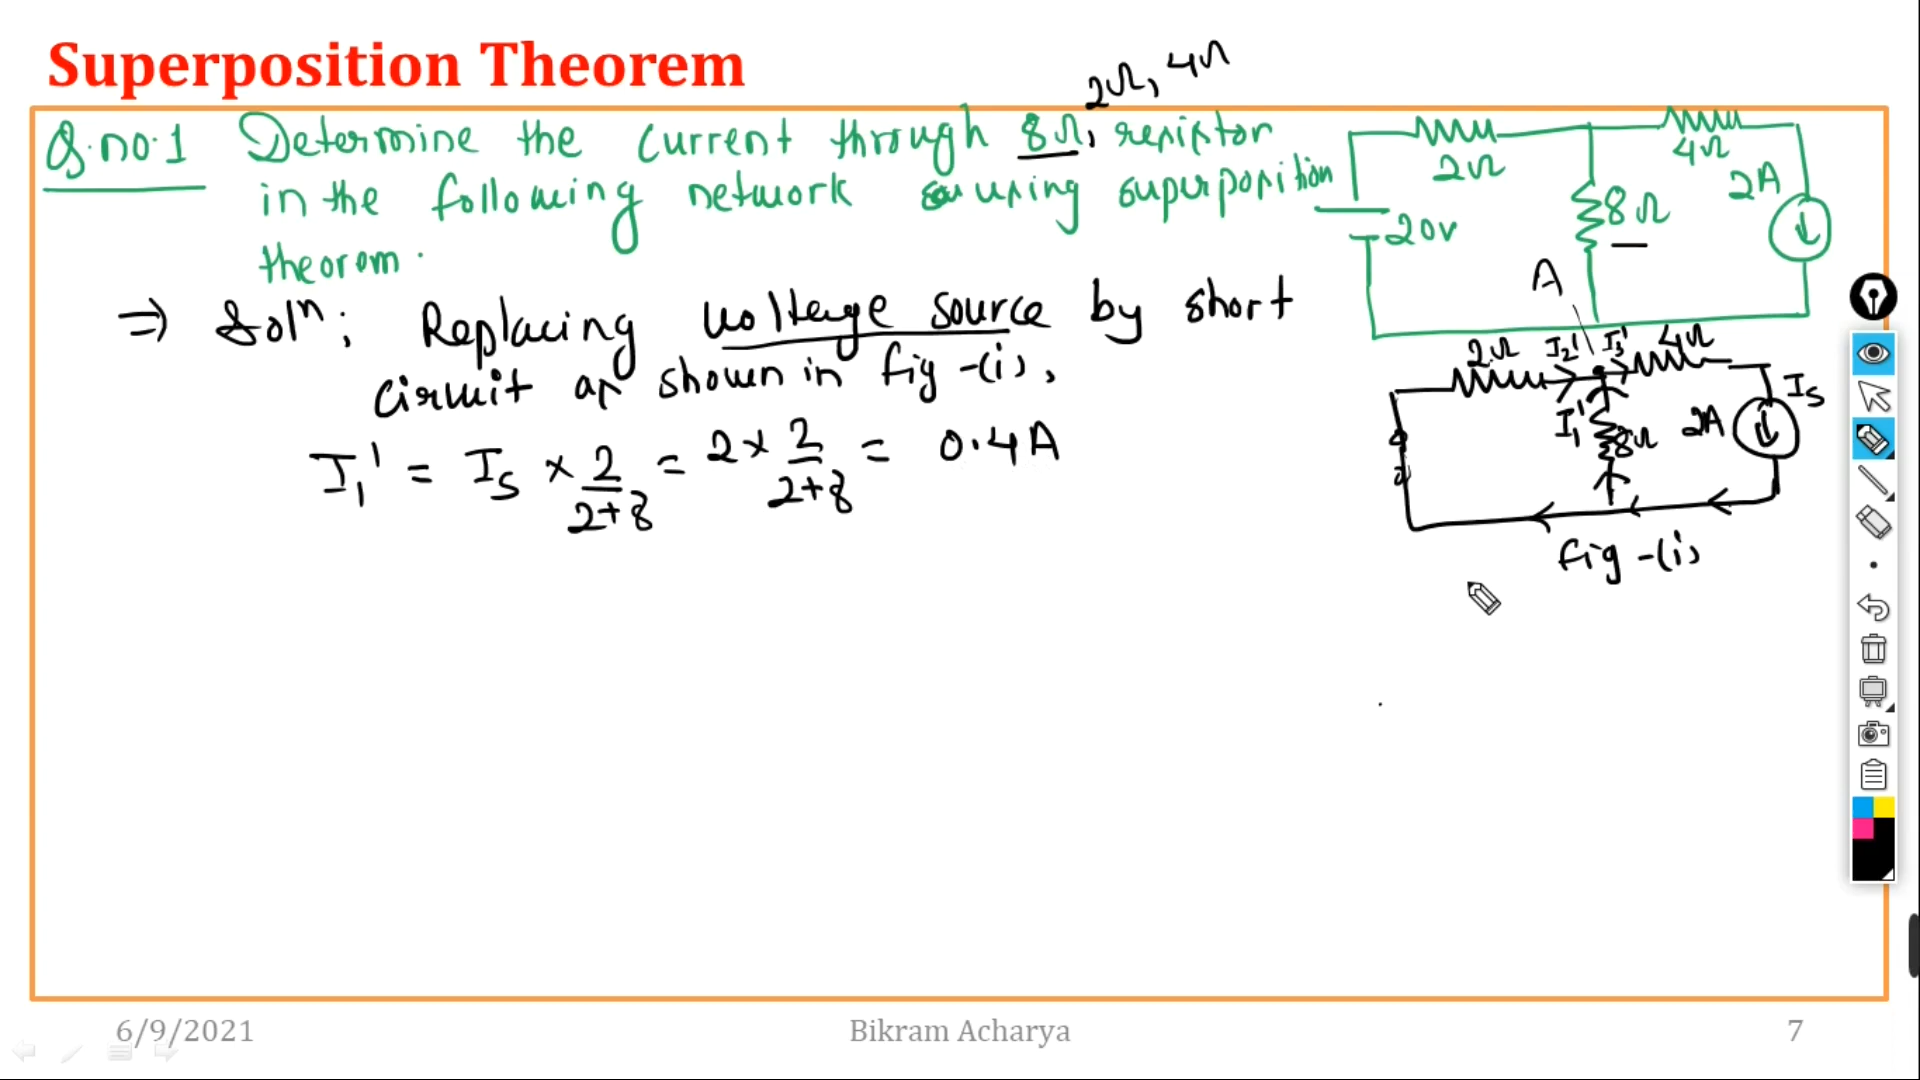 Superposition Theorem
2Ω, 4Ω
Q.no.1 Determine the current through 8Ω, resistor
in the following network using superposition
theorem.
2Ω
4Ω
2A
8Ω
20V
A
⇒ Solⁿ; Replacing voltage source by short
circuit as shown in fig-(i),
I₁' = Is × 2/(2+8) = 2 × 2/(2+8) = 0.4A
2Ω I₂' I₃' 4Ω
I₁' 8Ω 2A Is
fig-(i)
6/9/2021
Bikram Acharya
7